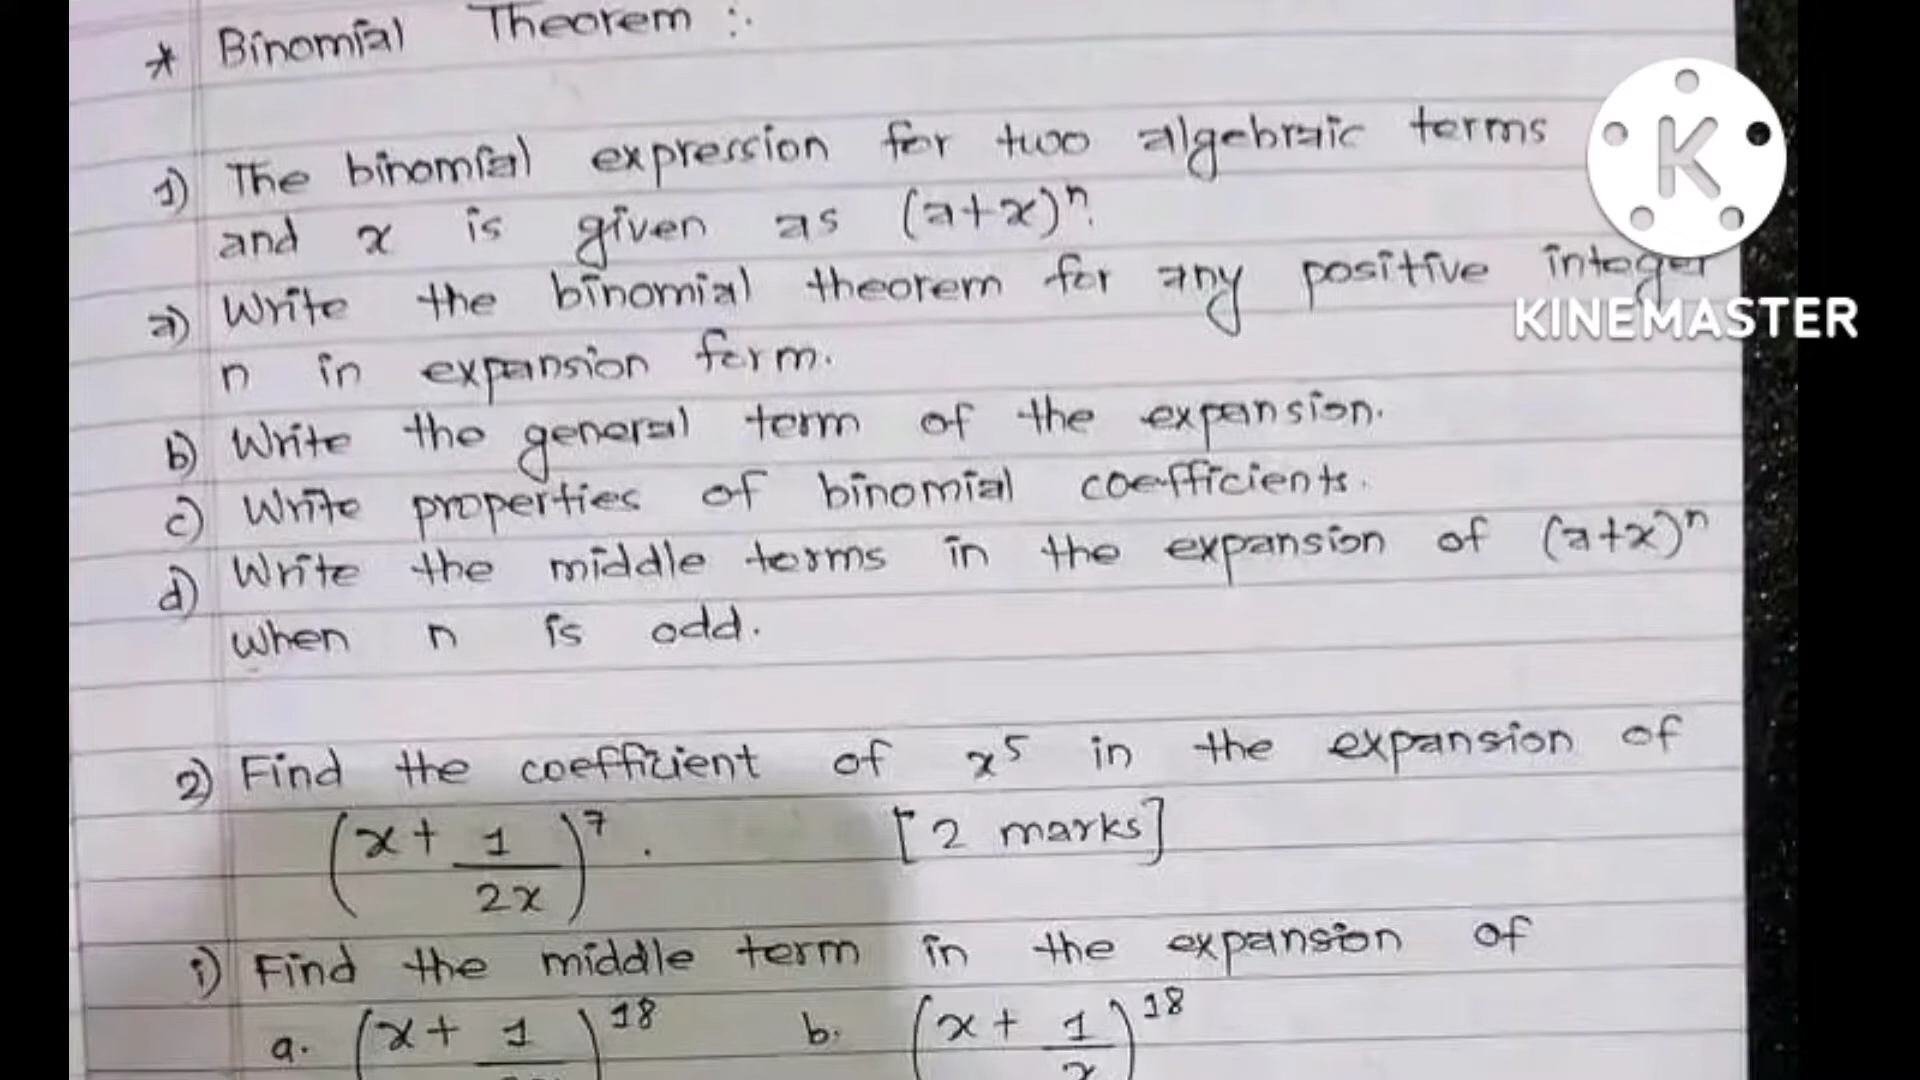 * Binomial Theorem :.
1) The binomial expression for two algebraic terms
and x is given as (a+x)ⁿ.
a) Write the binomial theorem for any positive integer
n in expansion form.
b) Write the general term of the expansion.
c) Write properties of binomial coefficients.
d) Write the middle terms in the expansion of (a+x)ⁿ
when n is odd.
2) Find the coefficient of x⁵ in the expansion of
(x + 1/2x)⁷. [2 marks]
i) Find the middle term in the expansion of
a. (x + 1/ )¹⁸ b. (x + 1/x)¹⁸
K
KINEMASTER